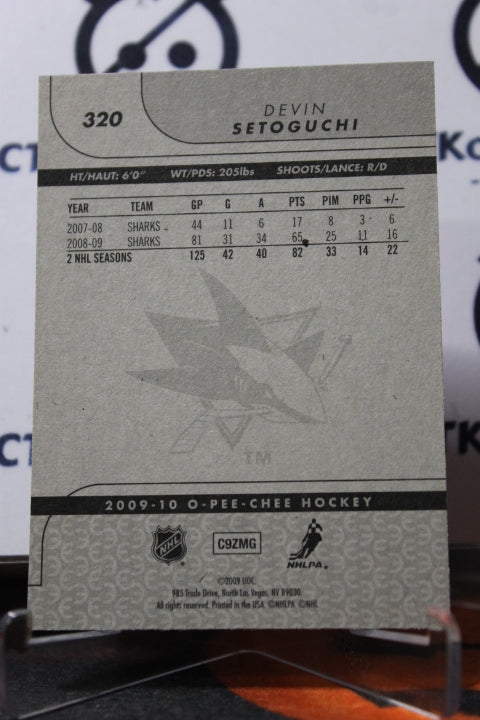 320
DEVIN
SETOGUCHI
HT/HAUT: 6'0" WT/PDS: 205lbs SHOOTS/LANCE: R/D
YEAR TEAM GP G A PTS PIM PPG +/-
2007-08 SHARKS 44 11 6 17 8 3 6
2008-09 SHARKS 81 31 34 65 25 11 16
2 NHL SEASONS 125 42 40 82 33 14 22
TM
2009-10 O-PEE-CHEE HOCKEY
NHL C9ZMG NHLPA®
©2009 UDC.
985 Trade Drive, North Las Vegas, NV 89030.
All rights reserved. Printed in the USA. ©NHLPA ©NHL